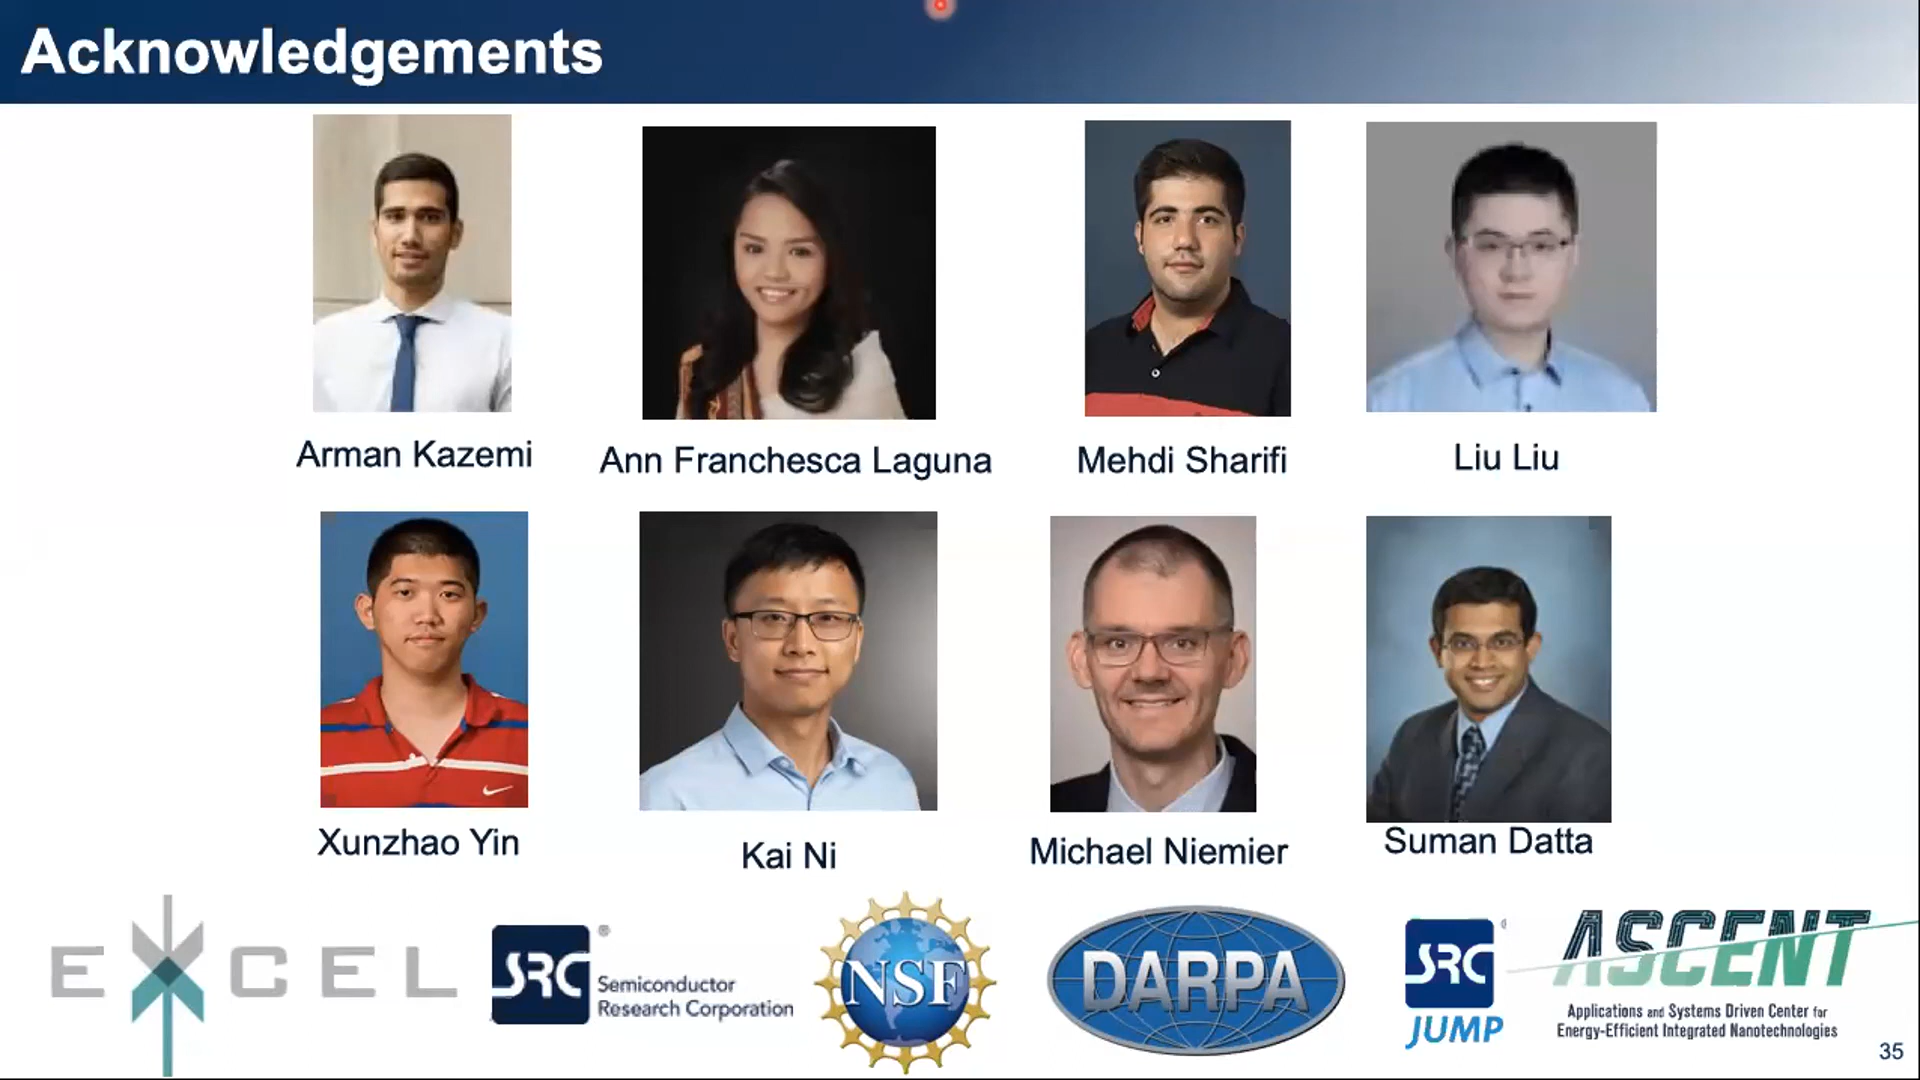 Acknowledgements
Arman Kazemi
Ann Franchesca Laguna
Mehdi Sharifi
Liu Liu
Xunzhao Yin
Kai Ni
Michael Niemier
Suman Datta
EXCEL
SRC®
Semiconductor
Research Corporation
NSF
DARPA
SRC
JUMP
ASCENT
Applications and Systems Driven Center for
Energy-Efficient Integrated Nanotechnologies
35